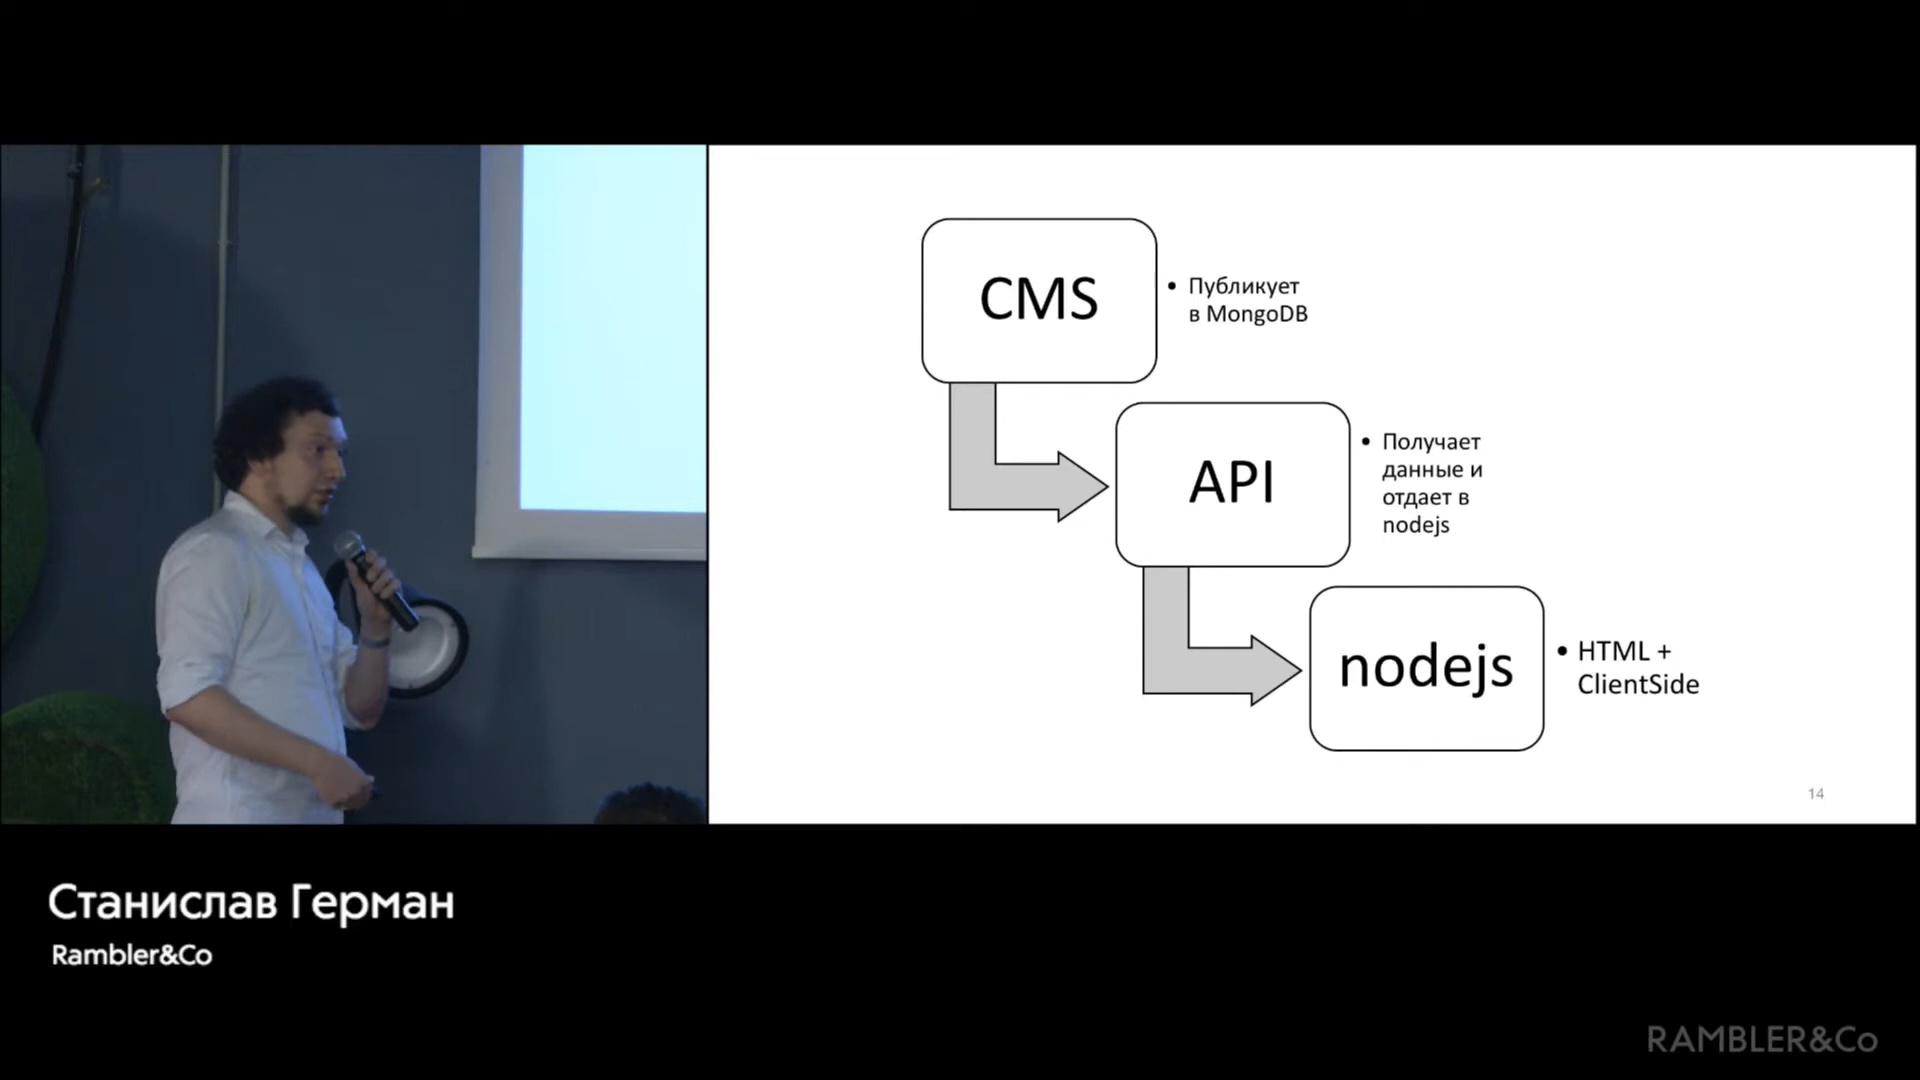 CMS
• Публикует
в MongoDB
API
• Получает
данные и
отдает в
nodejs
nodejs
• HTML +
ClientSide
14
Станислав Герман
Rambler&Co
RAMBLER&Co